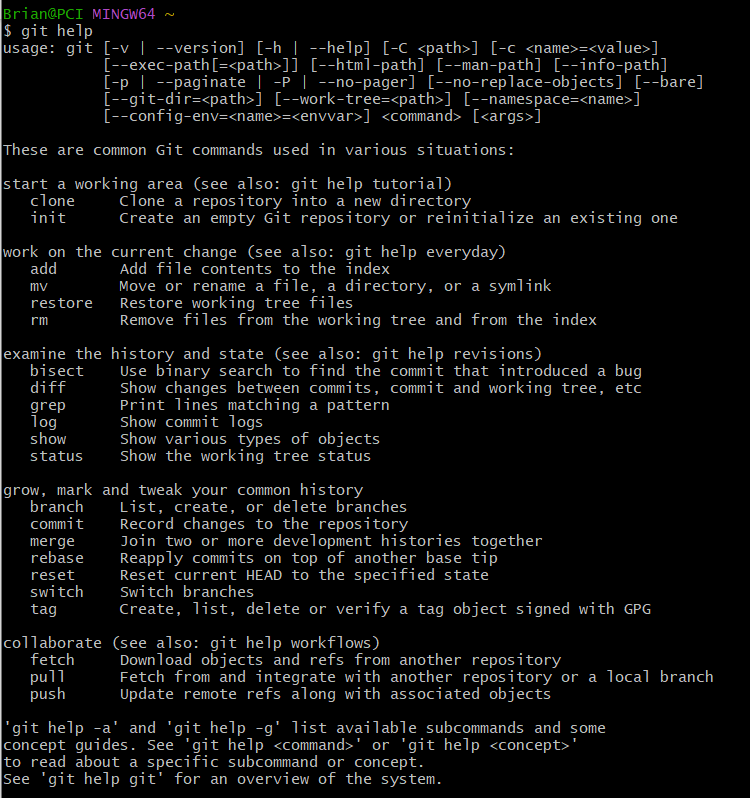 Brian@PCI MINGW64 ~
$ git help
usage: git [-v | --version] [-h | --help] [-C <path>] [-c <name>=<value>]
           [--exec-path[=<path>]] [--html-path] [--man-path] [--info-path]
           [-p | --paginate | -P | --no-pager] [--no-replace-objects] [--bare]
           [--git-dir=<path>] [--work-tree=<path>] [--namespace=<name>]
           [--config-env=<name>=<envvar>] <command> [<args>]

These are common Git commands used in various situations:

start a working area (see also: git help tutorial)
   clone     Clone a repository into a new directory
   init      Create an empty Git repository or reinitialize an existing one

work on the current change (see also: git help everyday)
   add       Add file contents to the index
   mv        Move or rename a file, a directory, or a symlink
   restore   Restore working tree files
   rm        Remove files from the working tree and from the index

examine the history and state (see also: git help revisions)
   bisect    Use binary search to find the commit that introduced a bug
   diff      Show changes between commits, commit and working tree, etc
   grep      Print lines matching a pattern
   log       Show commit logs
   show      Show various types of objects
   status    Show the working tree status

grow, mark and tweak your common history
   branch    List, create, or delete branches
   commit    Record changes to the repository
   merge     Join two or more development histories together
   rebase    Reapply commits on top of another base tip
   reset     Reset current HEAD to the specified state
   switch    Switch branches
   tag       Create, list, delete or verify a tag object signed with GPG

collaborate (see also: git help workflows)
   fetch     Download objects and refs from another repository
   pull      Fetch from and integrate with another repository or a local branch
   push      Update remote refs along with associated objects

'git help -a' and 'git help -g' list available subcommands and some
concept guides. See 'git help <command>' or 'git help <concept>'
to read about a specific subcommand or concept.
See 'git help git' for an overview of the system.